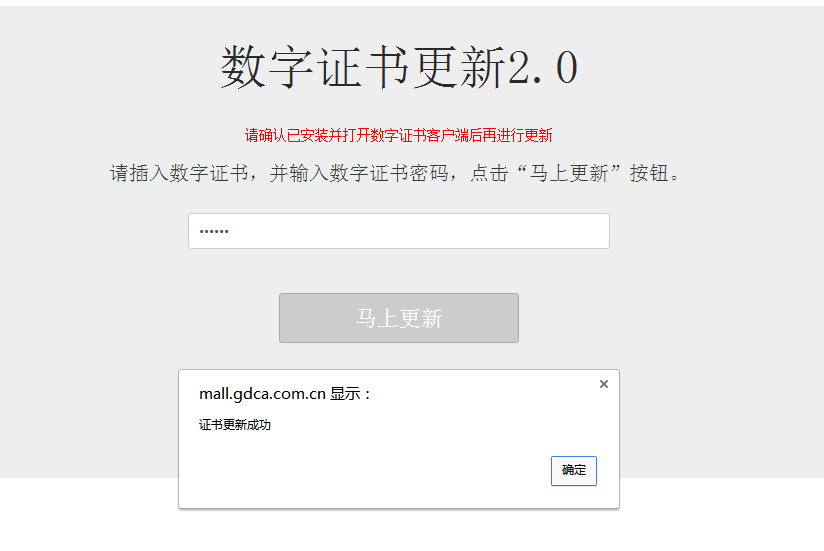 数字证书更新2.0
请确认已安装并打开数字证书客户端后再进行更新
请插入数字证书，并输入数字证书密码，点击“马上更新”按钮。
••••••
马上更新
mall.gdca.com.cn 显示：
证书更新成功
确定